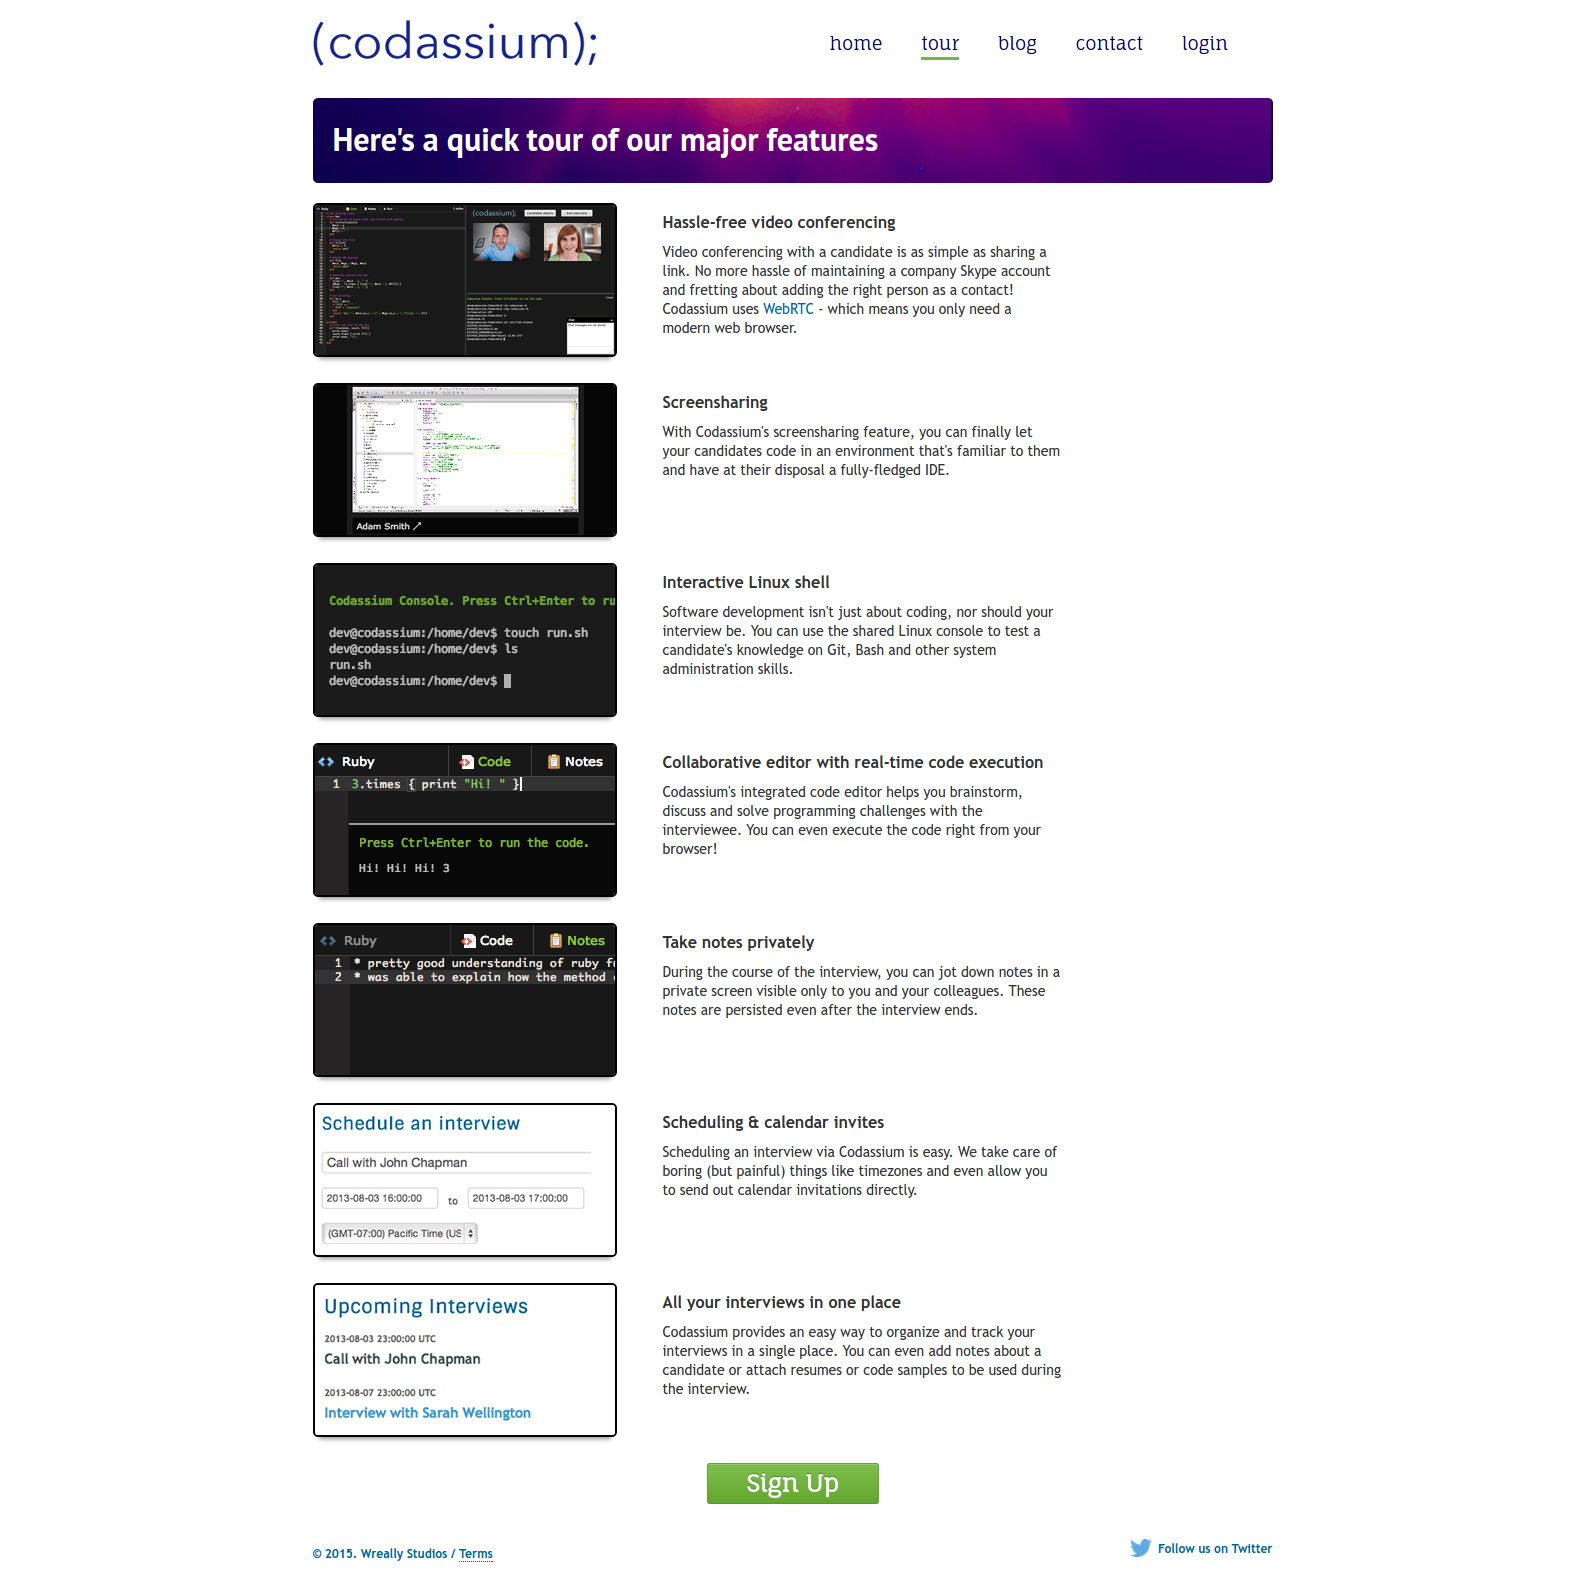 (codassium);
home tour blog contact login
Here's a quick tour of our major features
(codassium);
Hassle-free video conferencing
Video conferencing with a candidate is as simple as sharing a
link. No more hassle of maintaining a company Skype account
and fretting about adding the right person as a contact!
Codassium uses WebRTC - which means you only need a
modern web browser.
Adam Smith
Screensharing
With Codassium's screensharing feature, you can finally let
your candidates code in an environment that's familiar to them
and have at their disposal a fully-fledged IDE.
Codassium Console. Press Ctrl+Enter to ru
dev@codassium:/home/dev$ touch run.sh
dev@codassium:/home/dev$ ls
run.sh
dev@codassium:/home/dev$
Interactive Linux shell
Software development isn't just about coding, nor should your
interview be. You can use the shared Linux console to test a
candidate's knowledge on Git, Bash and other system
administration skills.
Ruby Code Notes
1 3.times { print "Hi! " }
Press Ctrl+Enter to run the code.
Hi! Hi! Hi! 3
Collaborative editor with real-time code execution
Codassium's integrated code editor helps you brainstorm,
discuss and solve programming challenges with the
interviewee. You can even execute the code right from your
browser!
Ruby Code Notes
1 * pretty good understanding of ruby fu
2 * was able to explain how the method
Take notes privately
During the course of the interview, you can jot down notes in a
private screen visible only to you and your colleagues. These
notes are persisted even after the interview ends.
Schedule an interview
Call with John Chapman
2013-08-03 16:00:00 to 2013-08-03 17:00:00
(GMT-07:00) Pacific Time (US
Scheduling & calendar invites
Scheduling an interview via Codassium is easy. We take care of
boring (but painful) things like timezones and even allow you
to send out calendar invitations directly.
Upcoming Interviews
2013-08-03 23:00:00 UTC
Call with John Chapman
2013-08-07 23:00:00 UTC
Interview with Sarah Wellington
All your interviews in one place
Codassium provides an easy way to organize and track your
interviews in a single place. You can even add notes about a
candidate or attach resumes or code samples to be used during
the interview.
Sign Up
© 2015. Wreally Studios / Terms
Follow us on Twitter